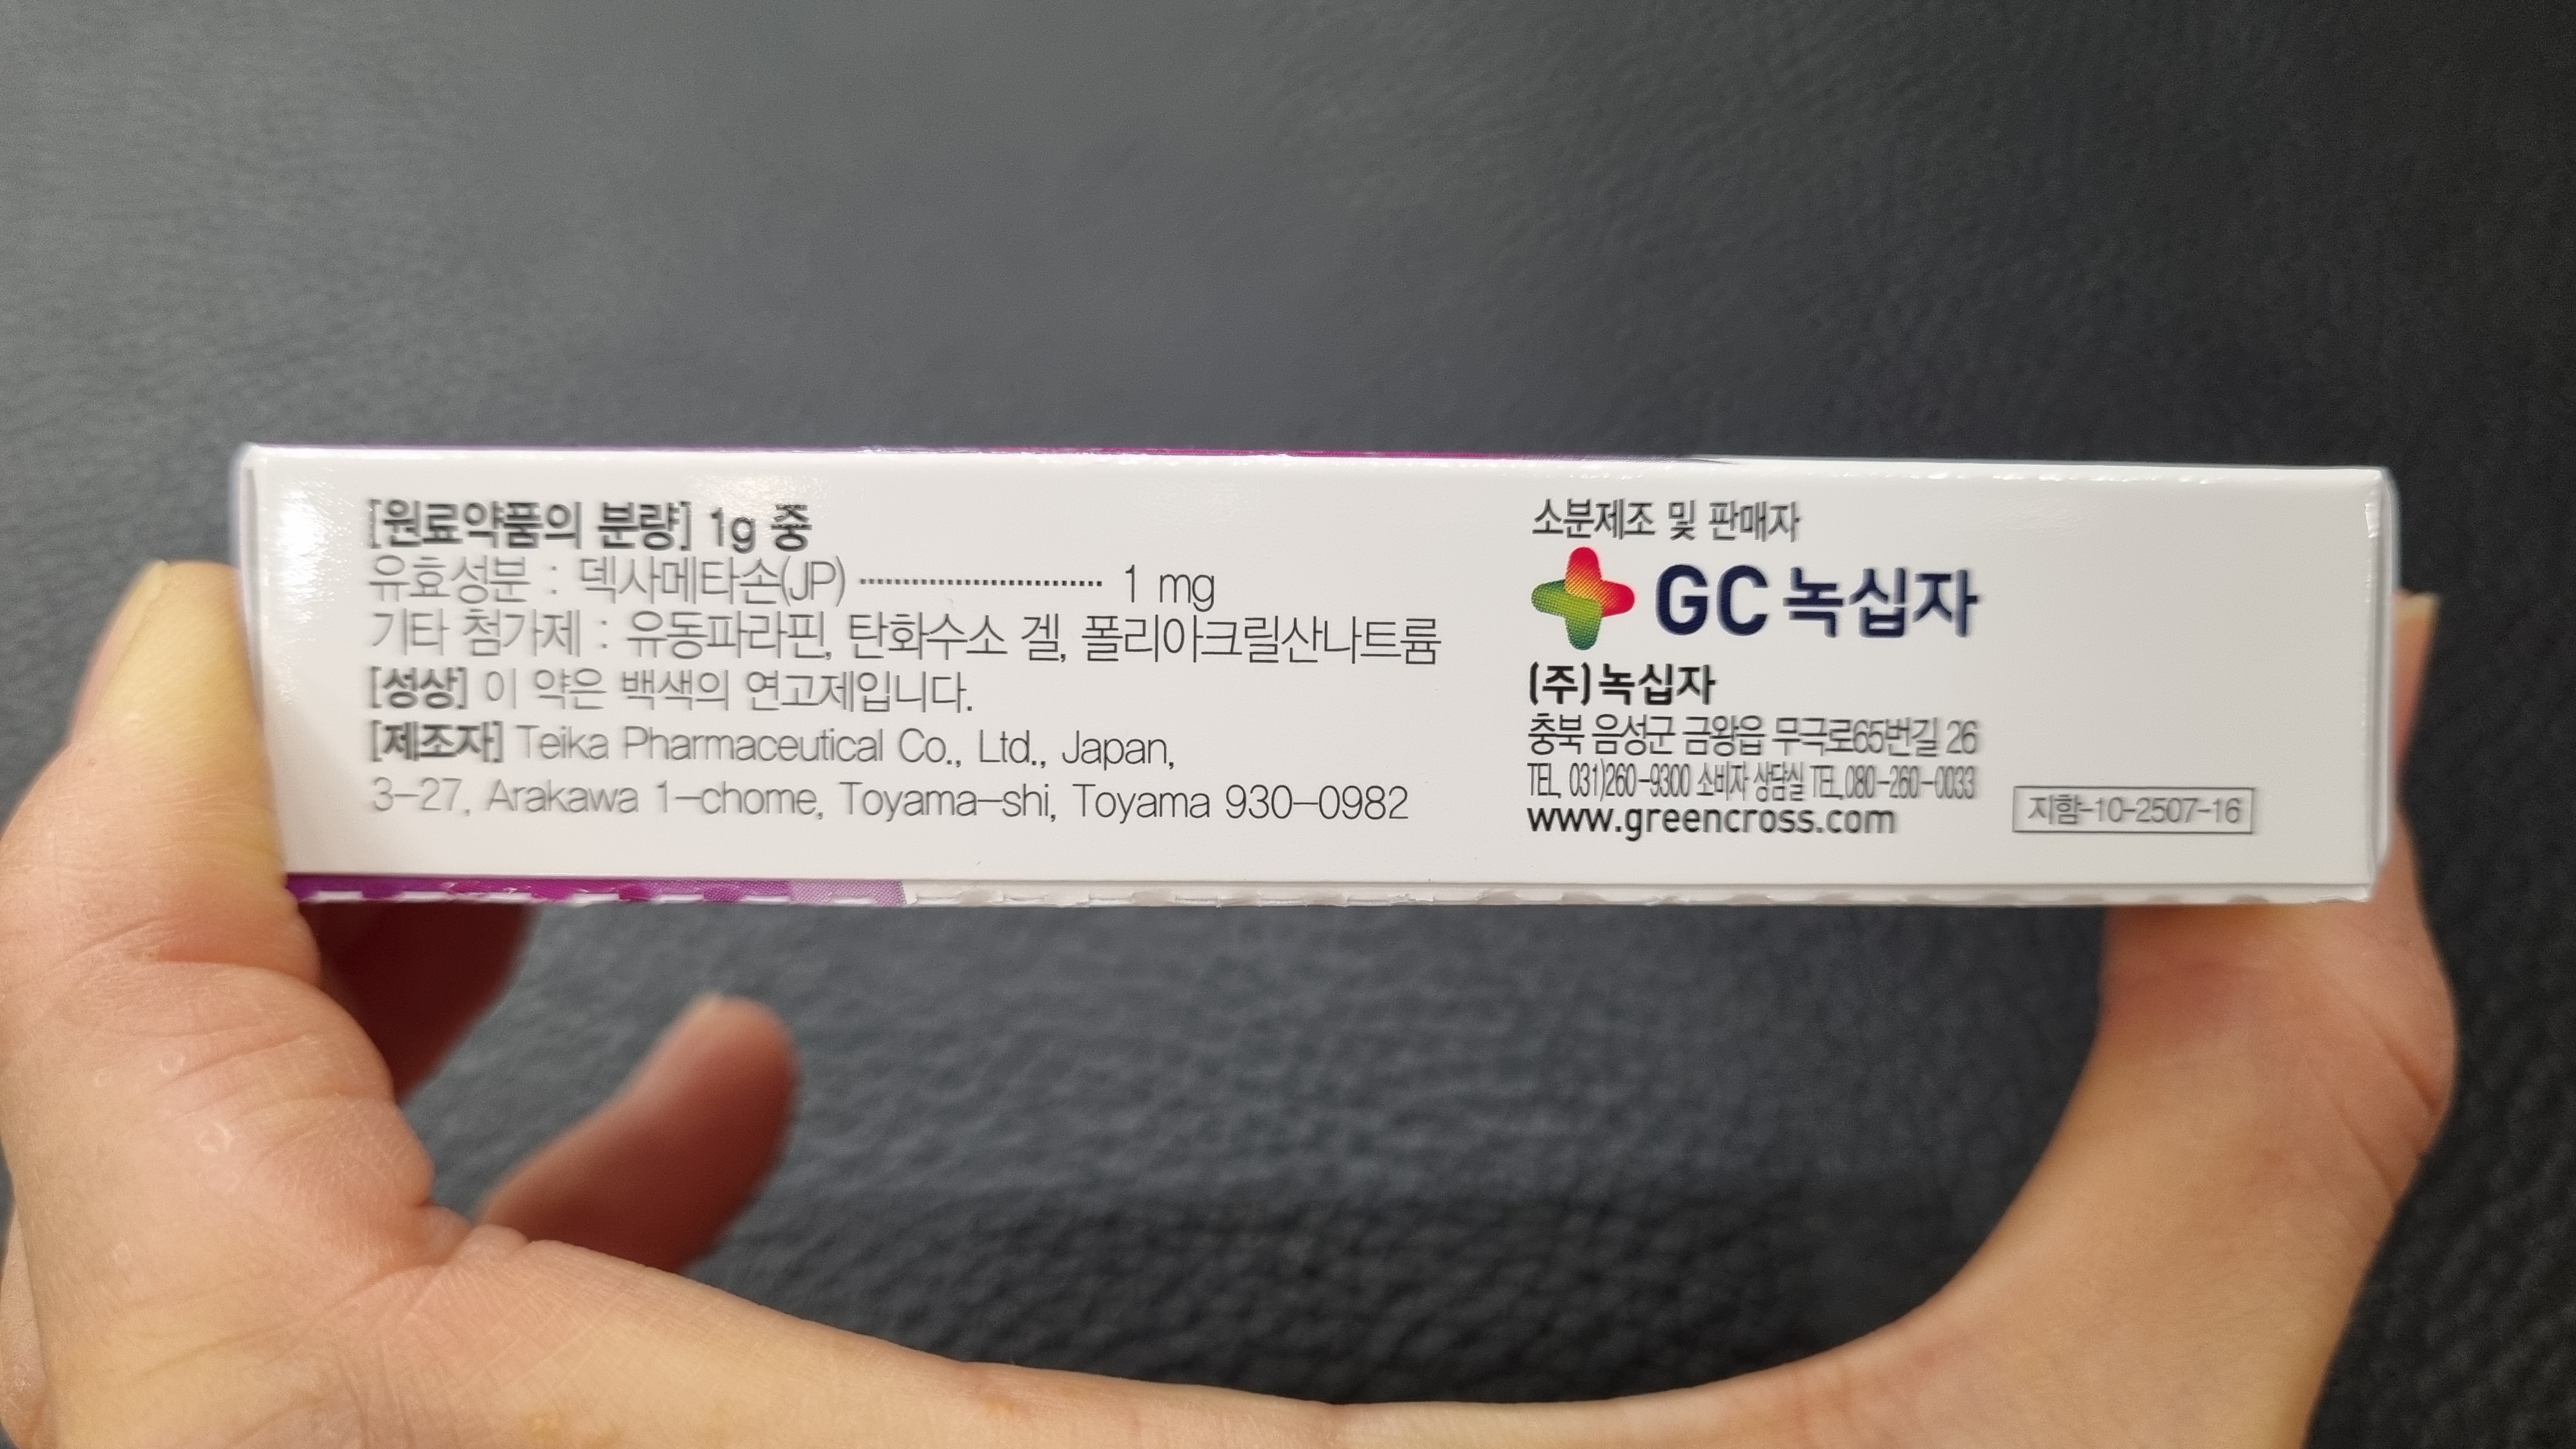 [원료약품의 분량] 1g 중
유효성분 : 덱사메타손(JP) ···························· 1 mg
기타 첨가제 : 유동파라핀, 탄화수소 겔, 폴리아크릴산나트륨
[성상] 이 약은 백색의 연고제입니다.
[제조자] Teika Pharmaceutical Co., Ltd., Japan,
3-27, Arakawa 1-chome, Toyama-shi, Toyama 930-0982
소분제조 및 판매자
GC 녹십자
(주)녹십자
충북 음성군 금왕읍 무극로65번길 26
TEL. 031)260-9300 소비자 상담실 TEL.080-260-0033
www.greencross.com
지함-10-2507-16